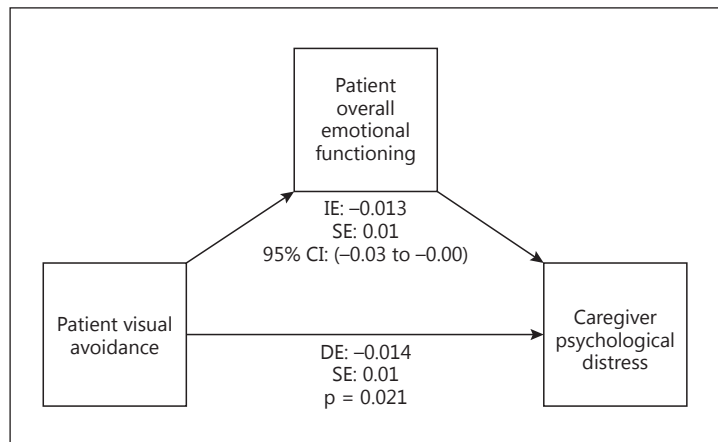 Patient
overall
emotional
functioning
IE: –0.013
SE: 0.01
95% CI: (–0.03 to –0.00)
Patient visual
avoidance
DE: –0.014
SE: 0.01
p = 0.021
Caregiver
psychological
distress